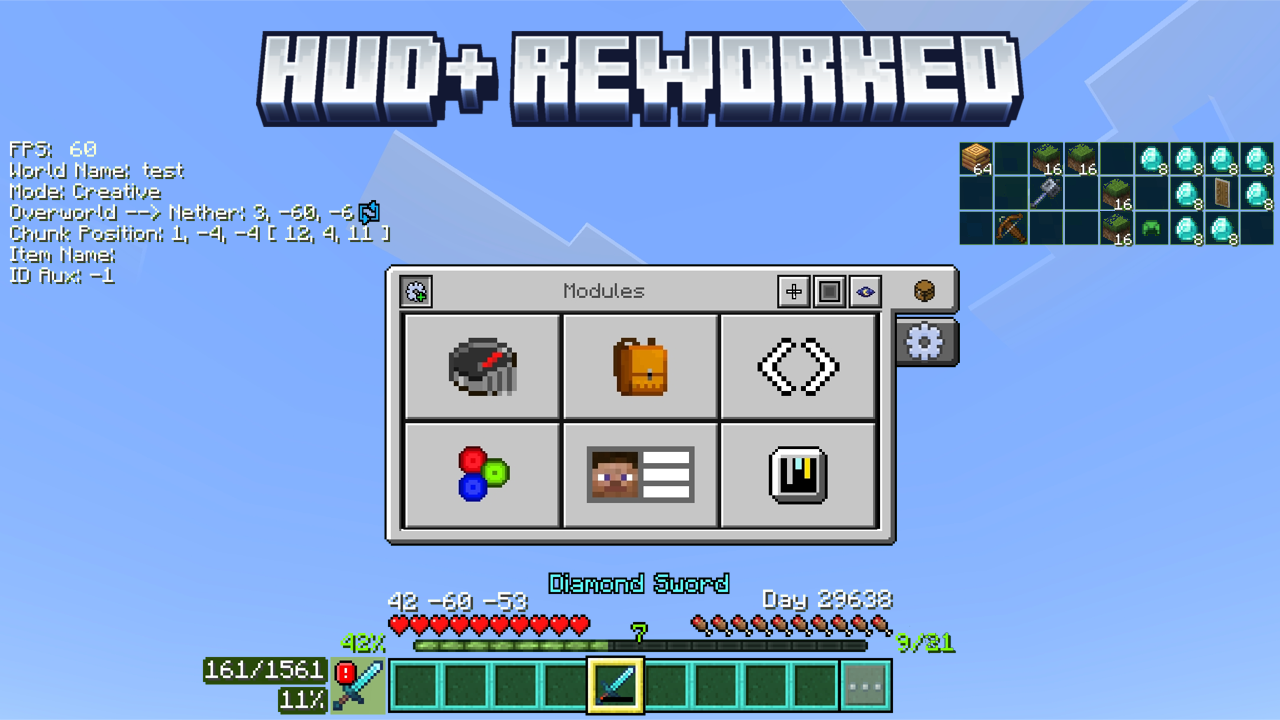 HUD+ REWORKED
FPS: 60
World Name: test
Mode: Creative
Overworld --> Nether: 3, -60, -6
Chunk Position: 1, -4, -4 [ 12, 4, 11 ]
Item Name:
ID Aux: -1
64 16 16 8 8 8 8
16 8 8
16 8 8
Modules
Diamond Sword
42 -60 -53 Day 29638
42% 7 9/21
161/1561
11%